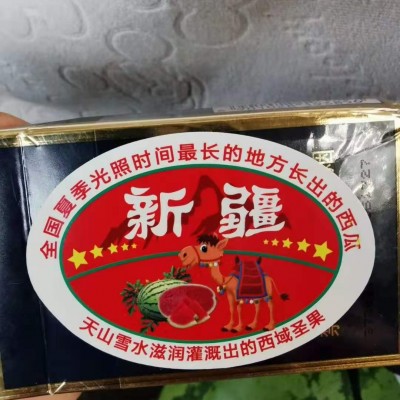 全国夏季光照时间最长的地方长出的西瓜
新疆
天山雪水滋润灌溉出的西域圣果